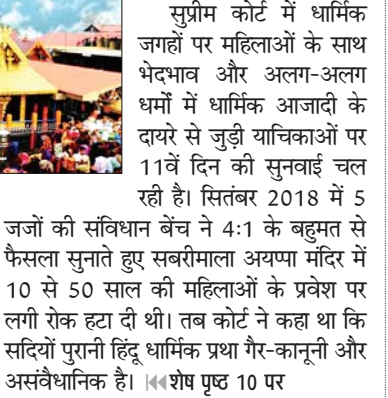 सुप्रीम कोर्ट में धार्मिक
जगहों पर महिलाओं के साथ
भेदभाव और अलग-अलग
धर्मों में धार्मिक आजादी के
दायरे से जुड़ी याचिकाओं पर
11वें दिन की सुनवाई चल
रही है। सितंबर 2018 में 5
जजों की संविधान बेंच ने 4:1 के बहुमत से
फैसला सुनाते हुए सबरीमाला अयप्पा मंदिर में
10 से 50 साल की महिलाओं के प्रवेश पर
लगी रोक हटा दी थी। तब कोर्ट ने कहा था कि
सदियों पुरानी हिंदू धार्मिक प्रथा गैर-कानूनी और
असंवैधानिक है। शेष पृष्ठ 10 पर